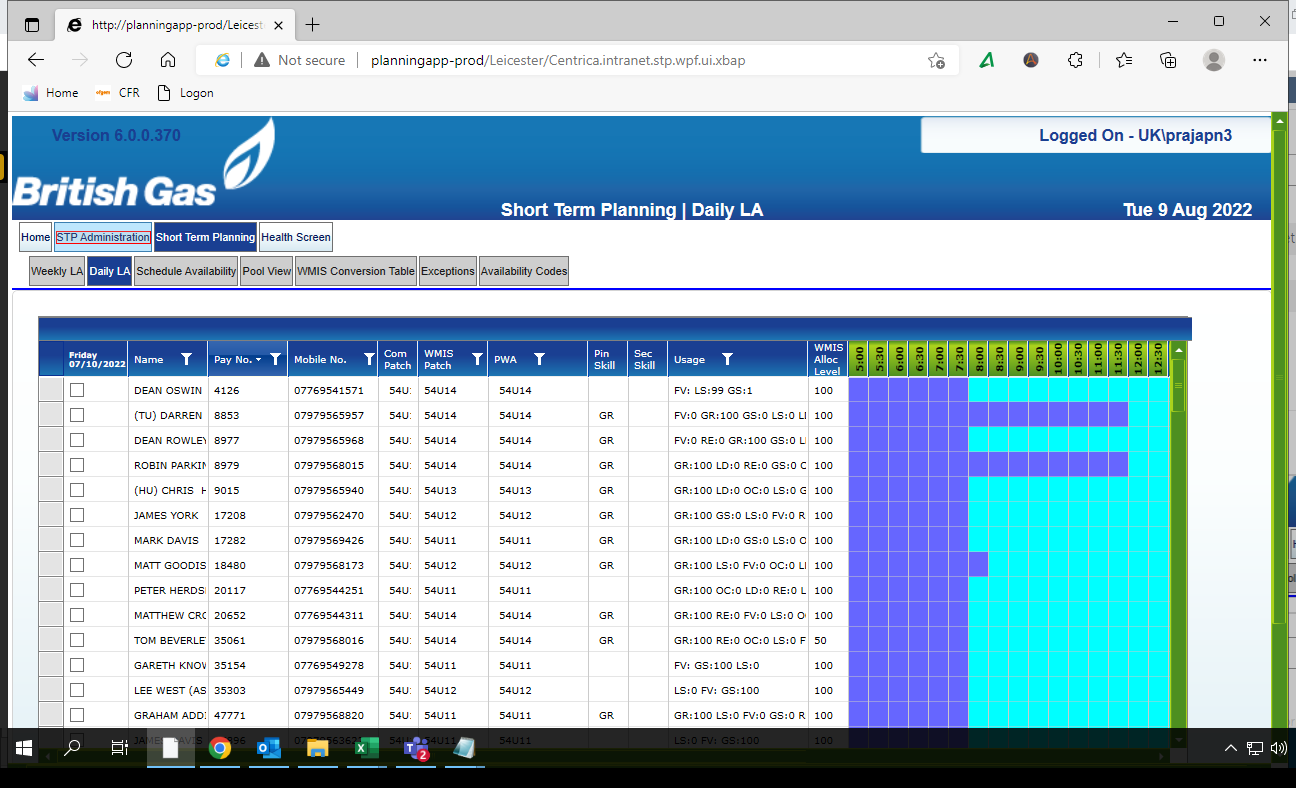 http://planningapp-prod/Leicest
Not secure planningapp-prod/Leicester/Centrica.intranet.stp.wpf.ui.xbap
Home CFR Logon
Version 6.0.0.370
Logged On - UK\prajapn3
British Gas
Short Term Planning | Daily LA
Tue 9 Aug 2022
Home STP Administration Short Term Planning Health Screen
Weekly LA Daily LA Schedule Availability Pool View WMIS Conversion Table Exceptions Availability Codes
Friday 07/10/2022 Name Pay No. Mobile No. Com Patch WMIS Patch PWA Pin Skill Sec Skill Usage WMIS Alloc Level 5:00 5:30 6:00 6:30 7:00 7:30 8:00 8:30 9:00 9:30 10:00 10:30 11:00 11:30 12:00 12:30
DEAN OSWIN 4126 07769541571 54U 54U14 54U14 FV: LS:99 GS:1 100
(TU) DARREN 8853 07979565957 54U 54U14 54U14 GR FV:0 GR:100 GS:0 LS:0 100
DEAN ROWLEY 8977 07979565968 54U 54U14 54U14 GR FV:0 RE:0 GR:100 GS:0 100
ROBIN PARKIN 8979 07979568015 54U 54U14 54U14 GR GR:100 LD:0 RE:0 GS:0 100
(HU) CHRIS 9015 07979565940 54U 54U13 54U13 GR GR:100 LD:0 OC:0 LS:0 100
JAMES YORK 17208 07979562470 54U 54U12 54U12 GR GR:100 GS:0 LS:0 FV:0 100
MARK DAVIS 17282 07979569426 54U 54U11 54U11 GR GR:100 LD:0 GS:0 LS:0 100
MATT GOODIS 18480 07979568173 54U 54U12 54U12 GR GR:100 LS:0 FV:0 OC:0 100
PETER HERDS 20117 07769544251 54U 54U11 54U11 GR:100 OC:0 LD:0 RE:0 100
MATTHEW CRO 20652 07769544311 54U 54U14 54U14 GR GR:100 RE:0 FV:0 LS:0 100
TOM BEVERLE 35061 07979568016 54U 54U14 54U14 GR GR:100 RE:0 OC:0 LS:0 50
GARETH KNOW 35154 07769549278 54U 54U11 54U11 FV: GS:100 LS:0 100
LEE WEST (AS 35303 07979565449 54U 54U12 54U12 LS:0 FV: GS:100 100
GRAHAM ADD 47771 07979568820 54U 54U11 54U11 GR GR:100 LS:0 FV:0 GS:0 100
54U11 54U11 LS:0 FV: GS:100 100
2